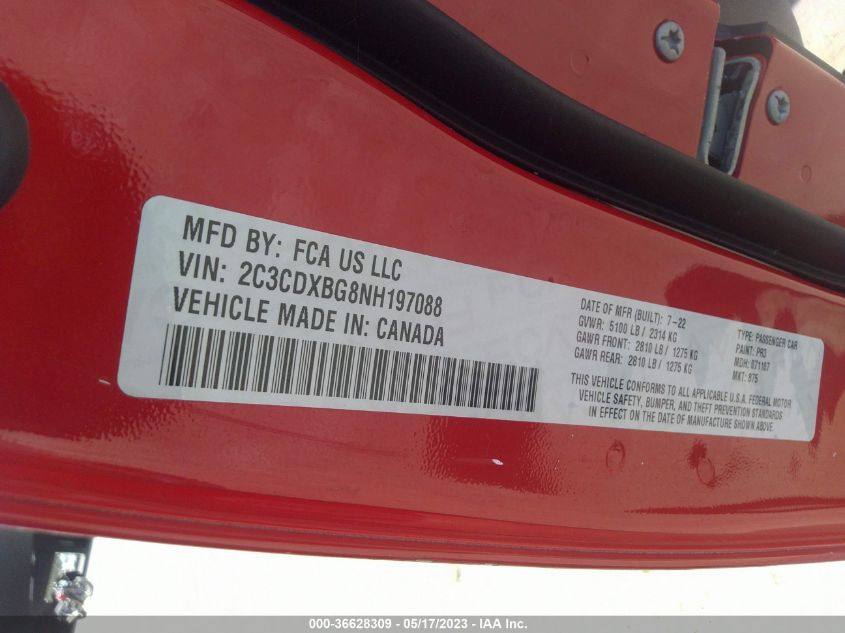 MFD BY: FCA US LLC
VIN: 2C3CDXBG8NH197088
VEHICLE MADE IN: CANADA
DATE OF MFR (BUILT): 7-22
GVWR: 5100 LB / 2314 KG
GAWR FRONT: 2810 LB / 1275 KG
GAWR REAR: 2810 LB / 1275 KG
TYPE: PASSENGER CAR
PAINT: PR3
MDH: 071107
MKT: 975
THIS VEHICLE CONFORMS TO ALL APPLICABLE U.S.A. FEDERAL MOTOR
VEHICLE SAFETY, BUMPER, AND THEFT PREVENTION STANDARDS
IN EFFECT ON THE DATE OF MANUFACTURE SHOWN ABOVE.
000-36628309 — 05/17/2023 — IAA Inc.